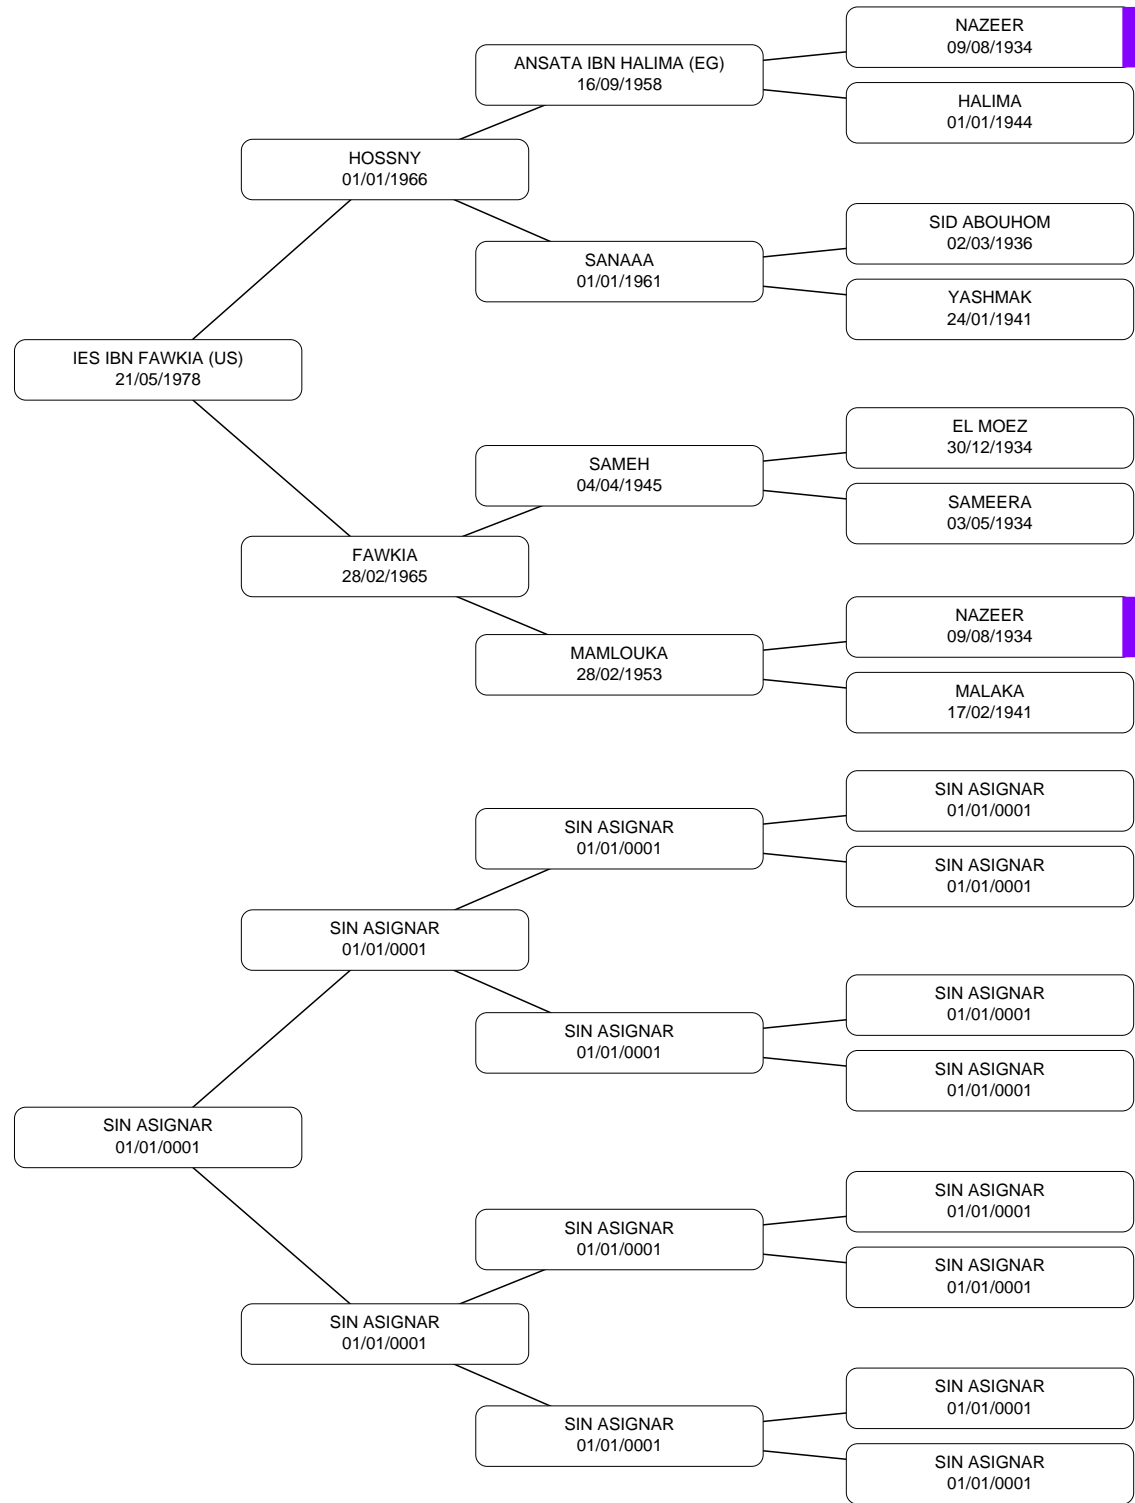 NAZEER
09/08/1934
ANSATA IBN HALIMA (EG)
16/09/1958
HALIMA
01/01/1944
HOSSNY
01/01/1966
SID ABOUHOM
02/03/1936
SANAAA
01/01/1961
YASHMAK
24/01/1941
IES IBN FAWKIA (US)
21/05/1978
EL MOEZ
30/12/1934
SAMEH
04/04/1945
SAMEERA
03/05/1934
FAWKIA
28/02/1965
NAZEER
09/08/1934
MAMLOUKA
28/02/1953
MALAKA
17/02/1941
SIN ASIGNAR
01/01/0001
SIN ASIGNAR
01/01/0001
SIN ASIGNAR
01/01/0001
SIN ASIGNAR
01/01/0001
SIN ASIGNAR
01/01/0001
SIN ASIGNAR
01/01/0001
SIN ASIGNAR
01/01/0001
SIN ASIGNAR
01/01/0001
SIN ASIGNAR
01/01/0001
SIN ASIGNAR
01/01/0001
SIN ASIGNAR
01/01/0001
SIN ASIGNAR
01/01/0001
SIN ASIGNAR
01/01/0001
SIN ASIGNAR
01/01/0001
SIN ASIGNAR
01/01/0001